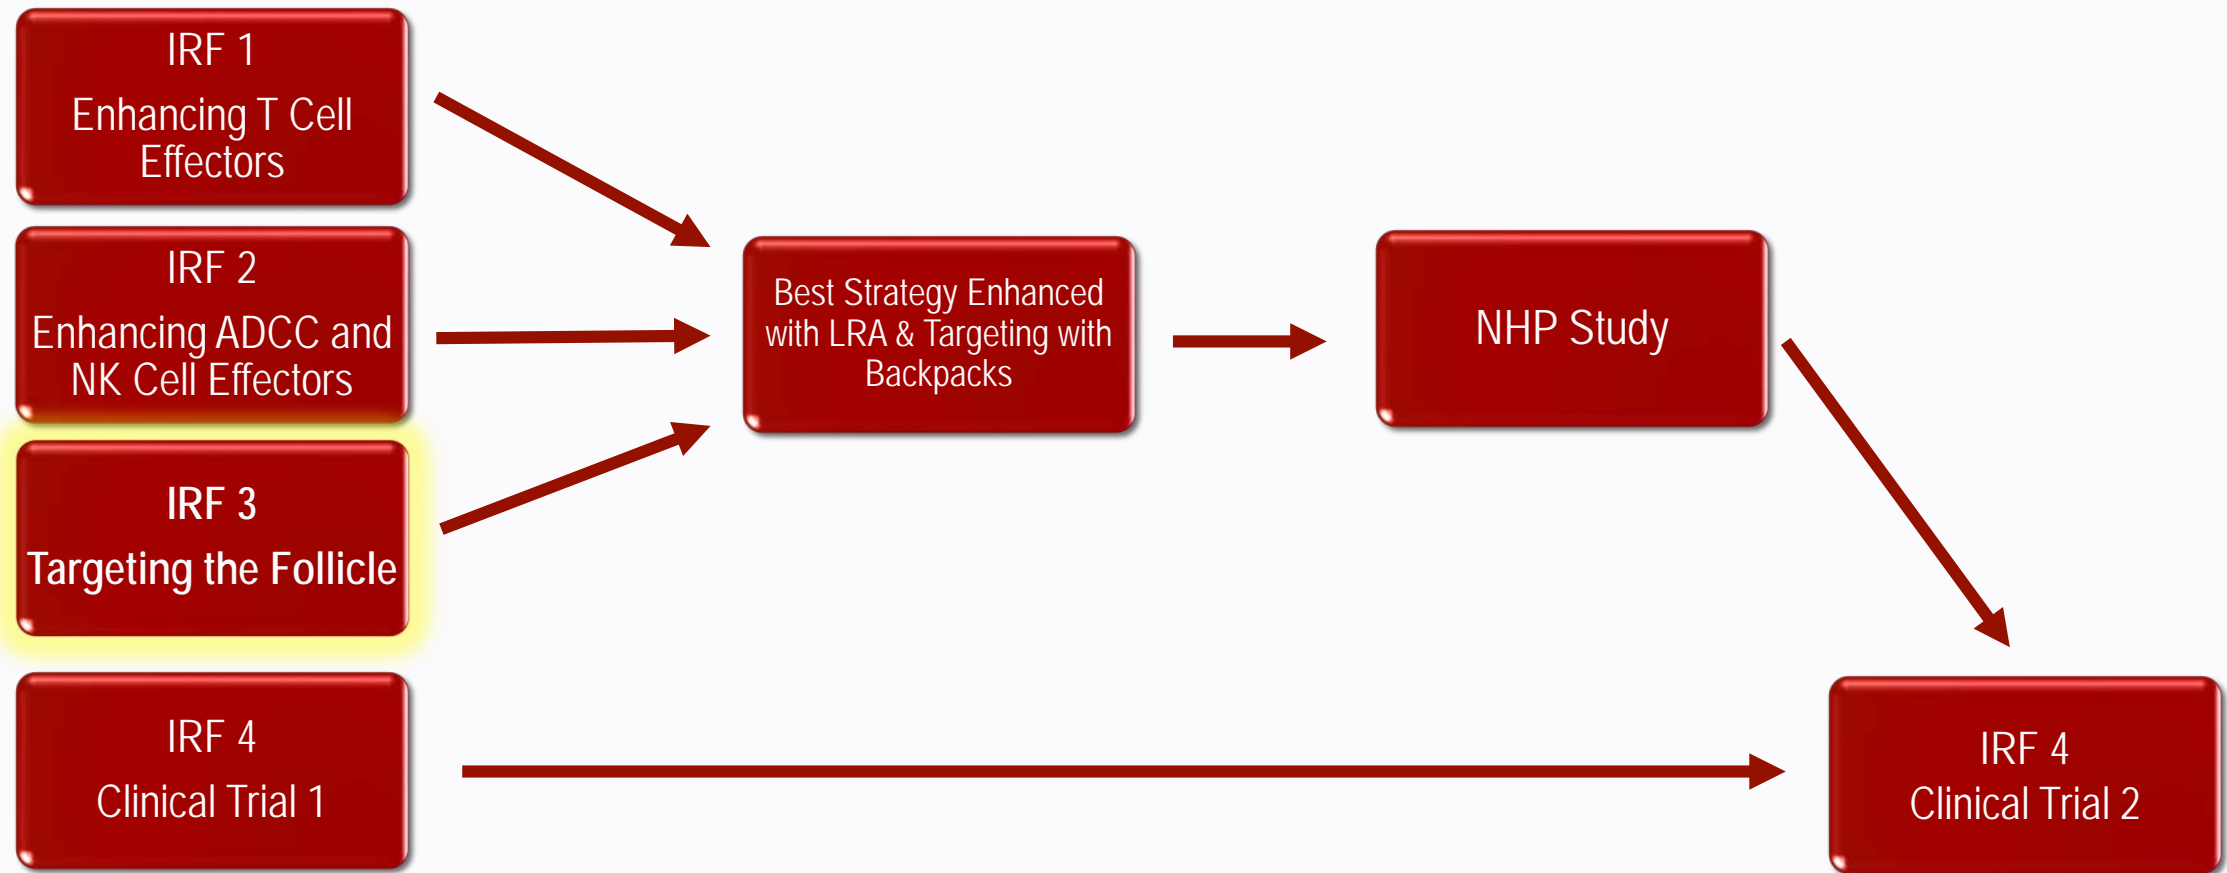 IRF 1
Enhancing T Cell
Effectors
IRF 2
Enhancing ADCC and
NK Cell Effectors
IRF 3
Targeting the Follicle
IRF 4
Clinical Trial 1
Best Strategy Enhanced
with LRA & Targeting with
Backpacks
NHP Study
IRF 4
Clinical Trial 2